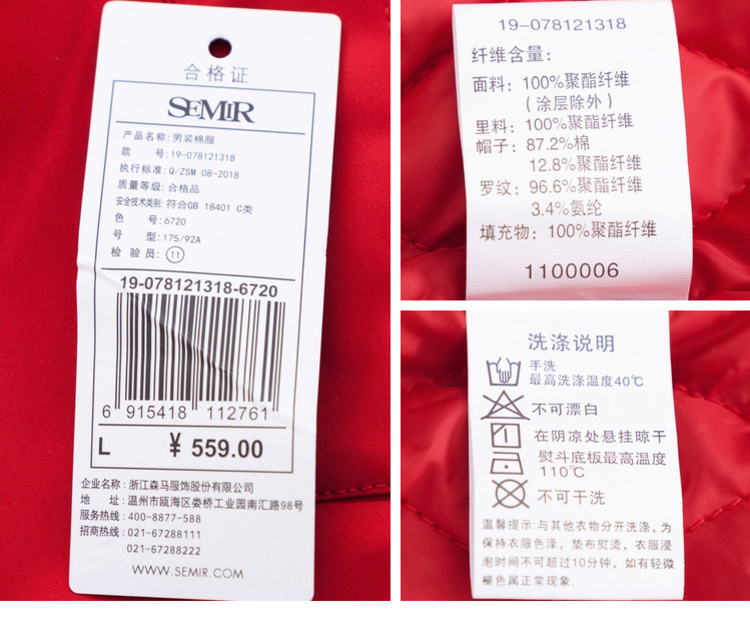 合格证
SEMIR
产品名称:男装棉服
款 号:19-078121318
执行标准:Q/ZSM 08-2018
质量等级:合格品
安全技术类别:符合GB 18401 C类
色 号:6720
号 型:175/92A
检 验 员:⑪
19-078121318-6720
6 915418 112761
L ¥ 559.00
企业名称:浙江森马服饰股份有限公司
地 址:温州市瓯海区娄桥工业园南汇路98号
服务热线:400-8877-588
招商热线:021-67288111
021-67288222
WWW.SEMIR.COM
19-078121318
纤维含量:
面料: 100%聚酯纤维
(涂层除外)
里料: 100%聚酯纤维
帽子: 87.2%棉
12.8%聚酯纤维
罗纹: 96.6%聚酯纤维
3.4%氨纶
填充物: 100%聚酯纤维
1100006
洗涤说明
手洗
最高洗涤温度40℃
不可漂白
在阴凉处悬挂晾干
熨斗底板最高温度
110℃
不可干洗
温馨提示:与其他衣物分开洗涤,为
保持衣服色泽,垫布熨烫,衣服浸
泡时间不可超过10分钟,如有轻微
褪色属正常现象